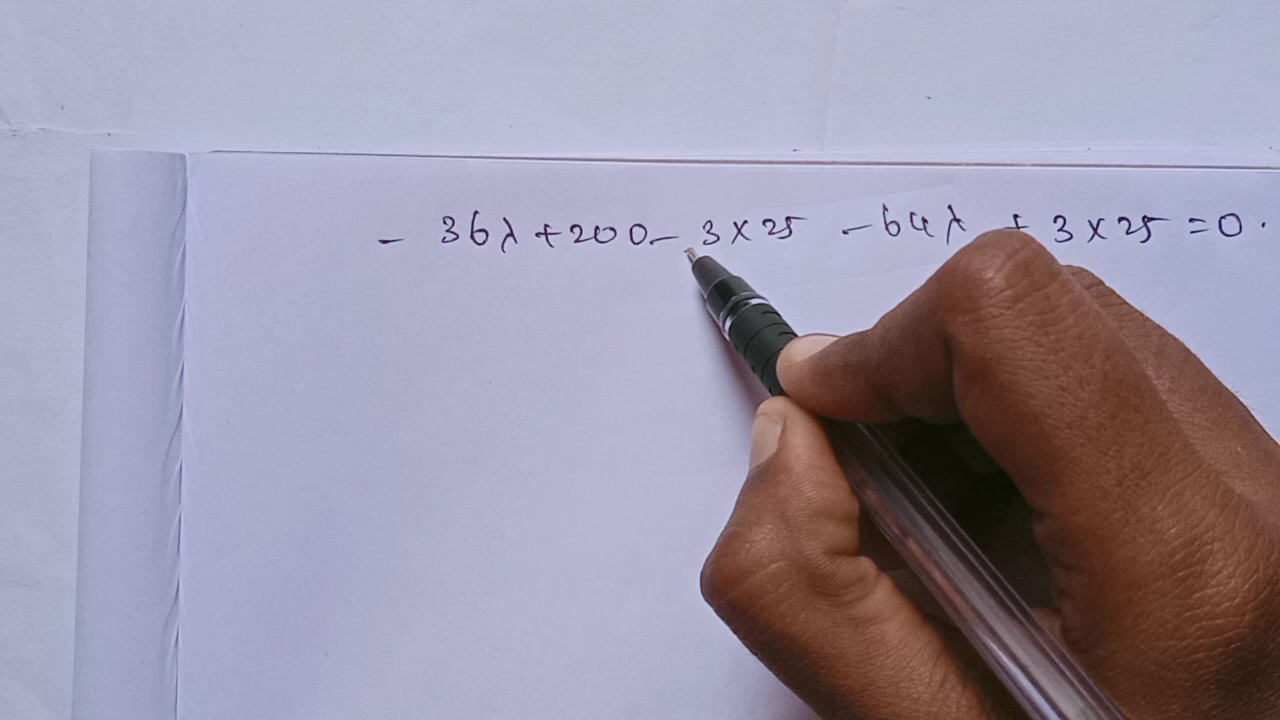 - 36λ + 200 - 3 × 25 - 64λ + 3 × 25 = 0.